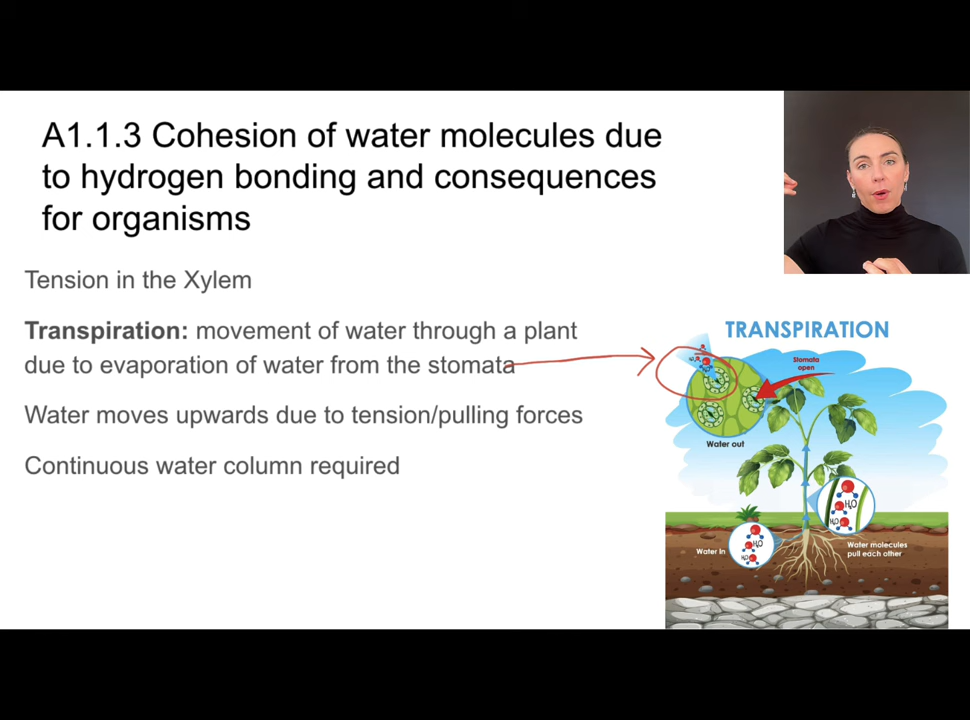 A1.1.3 Cohesion of water molecules due
to hydrogen bonding and consequences
for organisms
Tension in the Xylem
Transpiration: movement of water through a plant
due to evaporation of water from the stomata
Water moves upwards due to tension/pulling forces
Continuous water column required
TRANSPIRATION
Stomata
open
Water out
H₂O
H₂O
Water in
H₂O
H₂O
Water molecules
pull each other